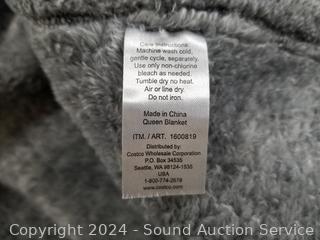 Care Instructions:
Machine wash cold,
gentle cycle, separately.
Use only non-chlorine
bleach as needed.
Tumble dry no heat.
Air or line dry.
Do not iron.
Made in China
Queen Blanket
ITM. / ART. 1600819
Distributed by:
Costco Wholesale Corporation
P.O. Box 34535
Seattle, WA 98124-1535
USA
1-800-774-2678
www.costco.com
Copyright 2024 - Sound Auction Service